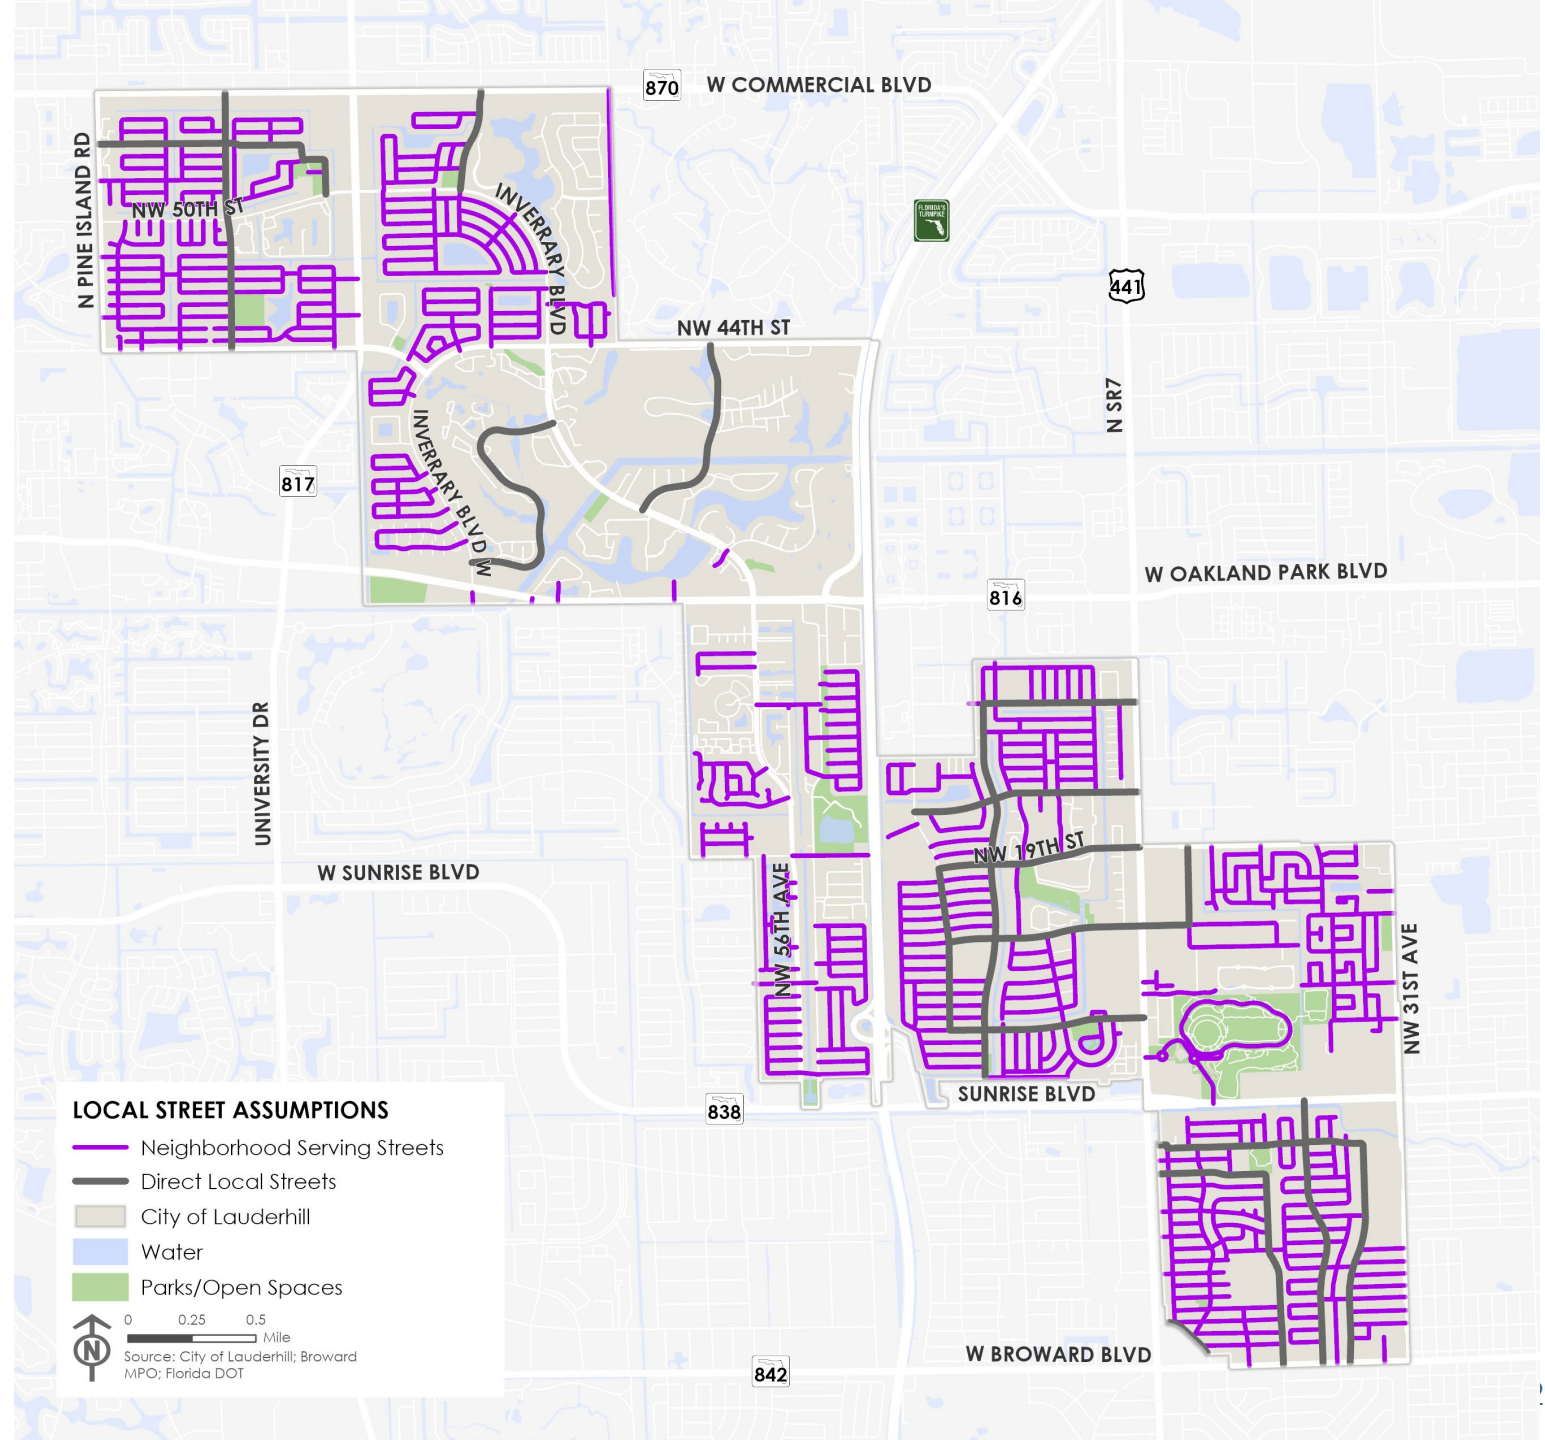 870
W COMMERCIAL BLVD
N PINE ISLAND RD
NW 50TH ST
INVERRARY BLVD
FLORIDA'S
TURNPIKE
441
NW 44TH ST
N SR7
INVERRARY BLVD W
817
W OAKLAND PARK BLVD
816
UNIVERSITY DR
NW 19TH ST
W SUNRISE BLVD
NW 56TH AVE
NW 31ST AVE
SUNRISE BLVD
838
LOCAL STREET ASSUMPTIONS
Neighborhood Serving Streets
Direct Local Streets
City of Lauderhill
Water
Parks/Open Spaces
0 0.25 0.5
Mile
N
Source: City of Lauderhill; Broward
MPO; Florida DOT
W BROWARD BLVD
842